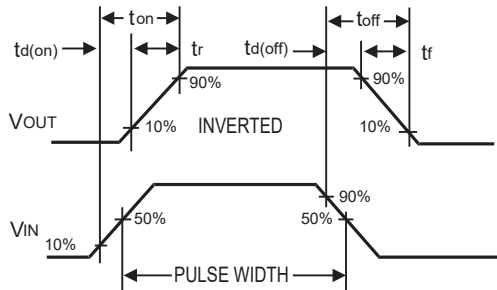 ton toff
td(on) tr td(off) tf
90% 90%
VOUT 10% INVERTED 10%
90%
VIN 50% 50%
10%
PULSE WIDTH